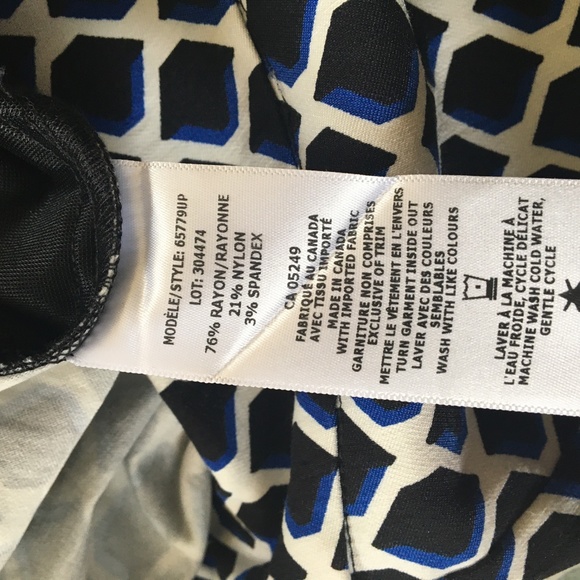 MODÈLE/STYLE: 65779UP
LOT: 304474
76% RAYON/RAYONNE
21% NYLON
3% SPANDEX
CA 05249
FABRIQUÉ AU CANADA
AVEC TISSU IMPORTÉ
MADE IN CANADA
WITH IMPORTED FABRIC
GARNITURE NON COMPRISES
EXCLUSIVE OF TRIM
METTRE LE VÊTEMENT EN L'ENVERS
TURN GARMENT INSIDE OUT
LAVER AVEC DES COULEURS
SEMBLABLES
WASH WITH LIKE COLOURS
LAVER À LA MACHINE À
L'EAU FROIDE, CYCLE DELICAT
MACHINE WASH COLD WATER,
GENTLE CYCLE